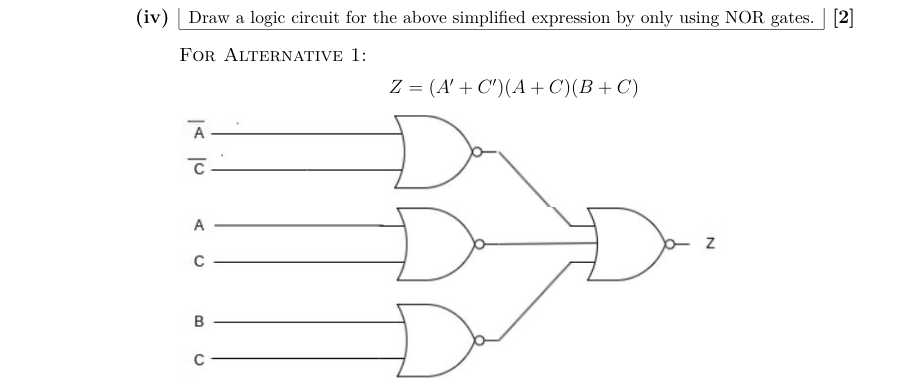 (iv) Draw a logic circuit for the above simplified expression by only using NOR gates. [2]
FOR ALTERNATIVE 1:
Z = (A′ + C′)(A + C)(B + C)
A̅
C̅
A
C
Z
B
C